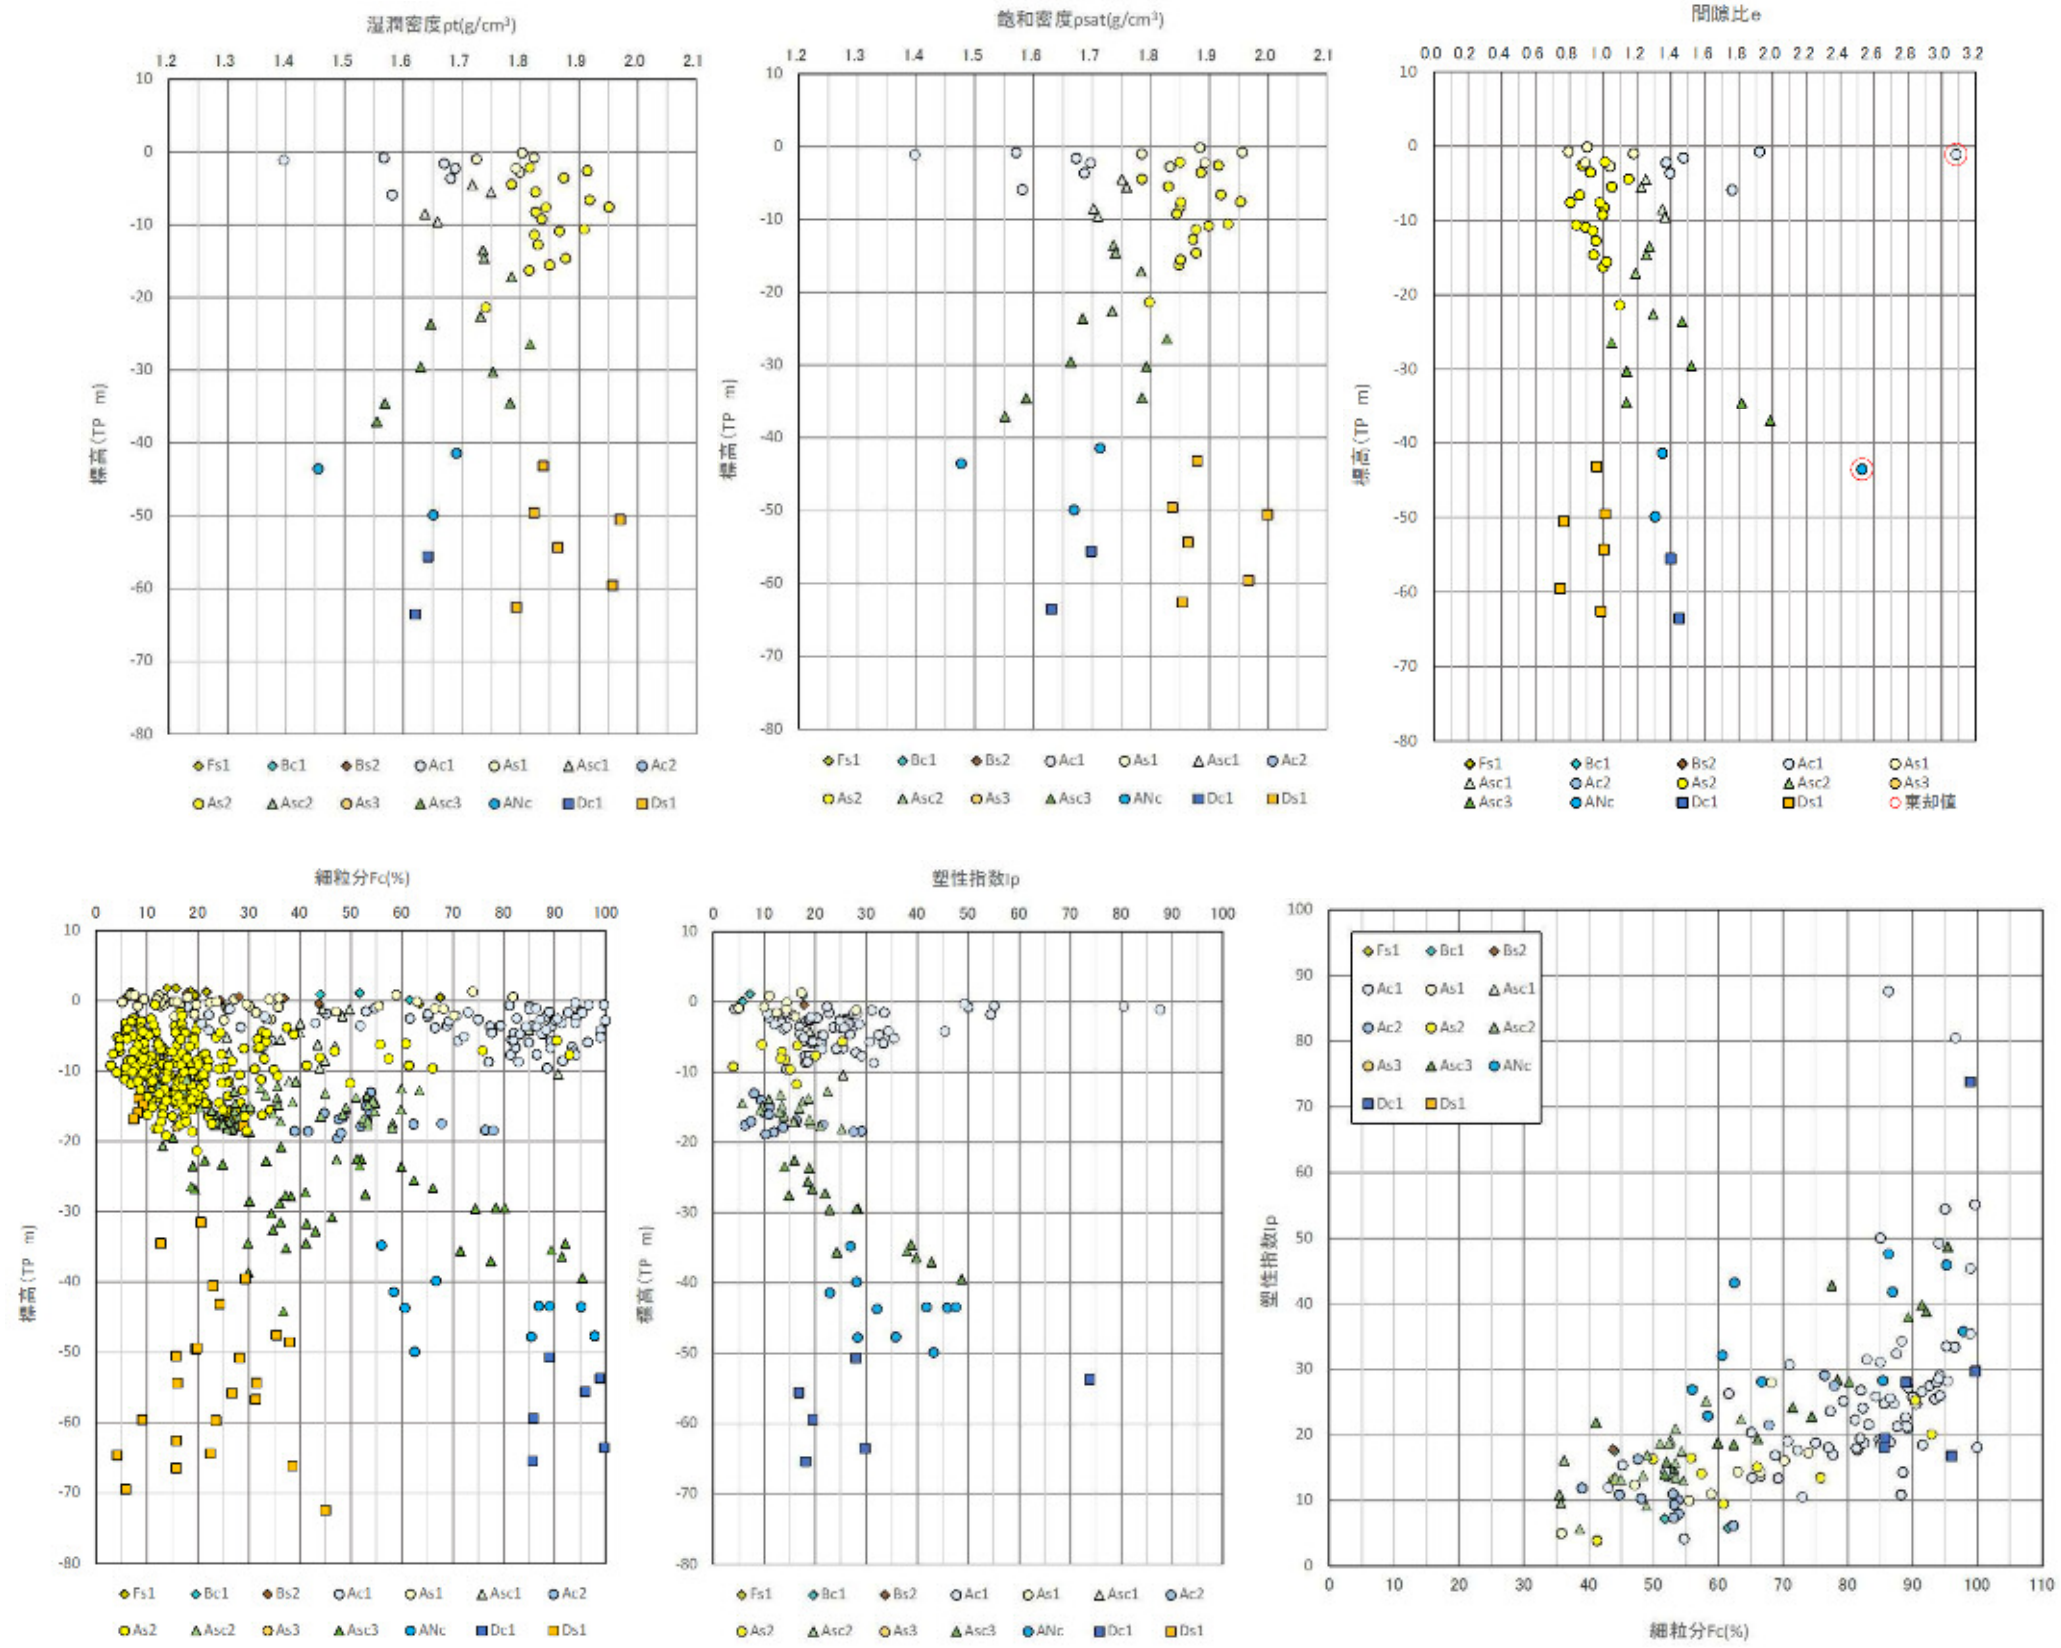 湿潤密度ρt(g/cm³)
1.2 1.3 1.4 1.5 1.6 1.7 1.8 1.9 2.0 2.1
10
0
-10
-20
-30
-40
-50
-60
-70
-80
標高(TP m)
Fs1 Bc1 Bs2 Ac1 As1 Asc1 Ac2
As2 Asc2 As3 Asc3 ANc Dc1 Ds1
飽和密度ρsat(g/cm³)
1.2 1.3 1.4 1.5 1.6 1.7 1.8 1.9 2.0 2.1
10
0
-10
-20
-30
-40
-50
-60
-70
-80
標高(TP m)
Fs1 Bc1 Bs2 Ac1 As1 Asc1 Ac2
As2 Asc2 As3 Asc3 ANc Dc1 Ds1
間隙比e
0.0 0.2 0.4 0.6 0.8 1.0 1.2 1.4 1.6 1.8 2.0 2.2 2.4 2.6 2.8 3.0 3.2
10
0
-10
-20
-30
-40
-50
-60
-70
-80
標高(TP m)
Fs1 Bc1 Bs2 Ac1 As1
Asc1 Ac2 As2 Asc2 As3
Asc3 ANc Dc1 Ds1 棄却値
細粒分Fc(%)
0 10 20 30 40 50 60 70 80 90 100
10
0
-10
-20
-30
-40
-50
-60
-70
-80
標高(TP m)
Fs1 Bc1 Bs2 Ac1 As1 Asc1 Ac2
As2 Asc2 As3 Asc3 ANc Dc1 Ds1
塑性指数Ip
0 10 20 30 40 50 60 70 80 90 100
10
0
-10
-20
-30
-40
-50
-60
-70
-80
標高(TP m)
Fs1 Bc1 Bs2 Ac1 As1 Asc1 Ac2
As2 Asc2 As3 Asc3 ANc Dc1 Ds1
100
90
80
70
60
50
40
30
20
10
0
塑性指数Ip
Fs1 Bc1 Bs2
Ac1 As1 Asc1
Ac2 As2 Asc2
As3 Asc3 ANc
Dc1 Ds1
0 10 20 30 40 50 60 70 80 90 100 110
細粒分Fc(%)